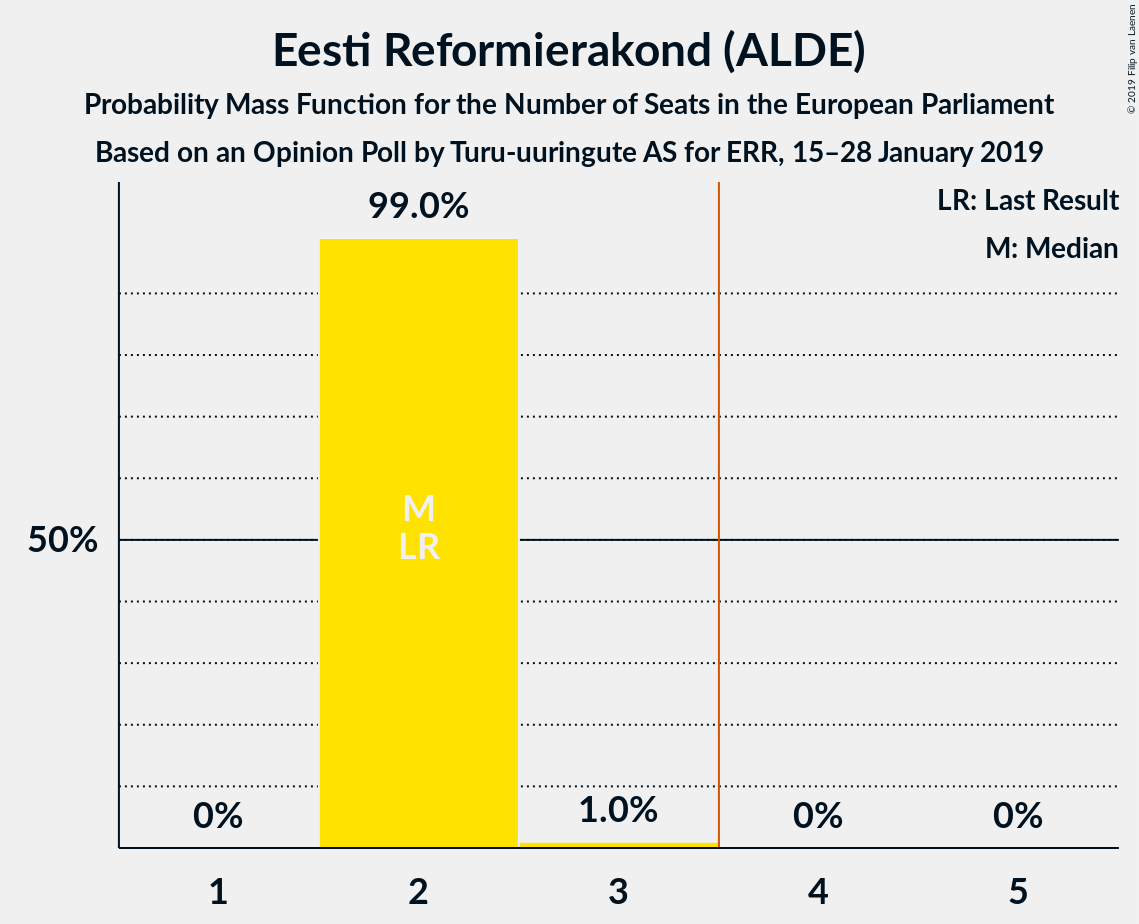 Eesti Reformierakond (ALDE)
Probability Mass Function for the Number of Seats in the European Parliament
Based on an Opinion Poll by Turu-uuringute AS for ERR, 15–28 January 2019
© 2019 Filip van Laenen
LR: Last Result
M: Median
99.0%
M
LR
50%
0%
1.0%
0%
0%
1
2
3
4
5